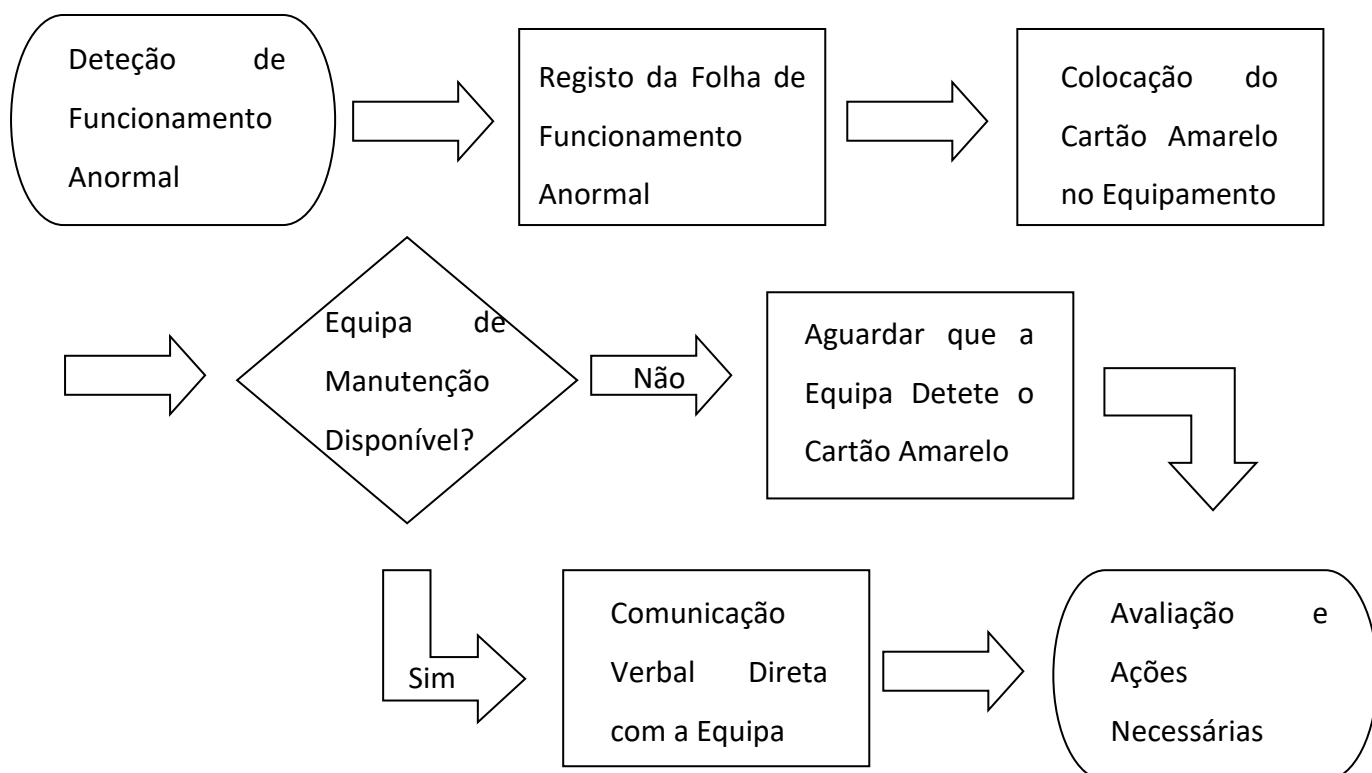 Deteção de
Funcionamento
Anormal
Registo da Folha de
Funcionamento
Anormal
Colocação do
Cartão Amarelo
no Equipamento
Equipa de
Manutenção
Disponível?
Não
Aguardar que a
Equipa Detete o
Cartão Amarelo
Sim
Comunicação
Verbal Direta
com a Equipa
Avaliação e
Ações
Necessárias